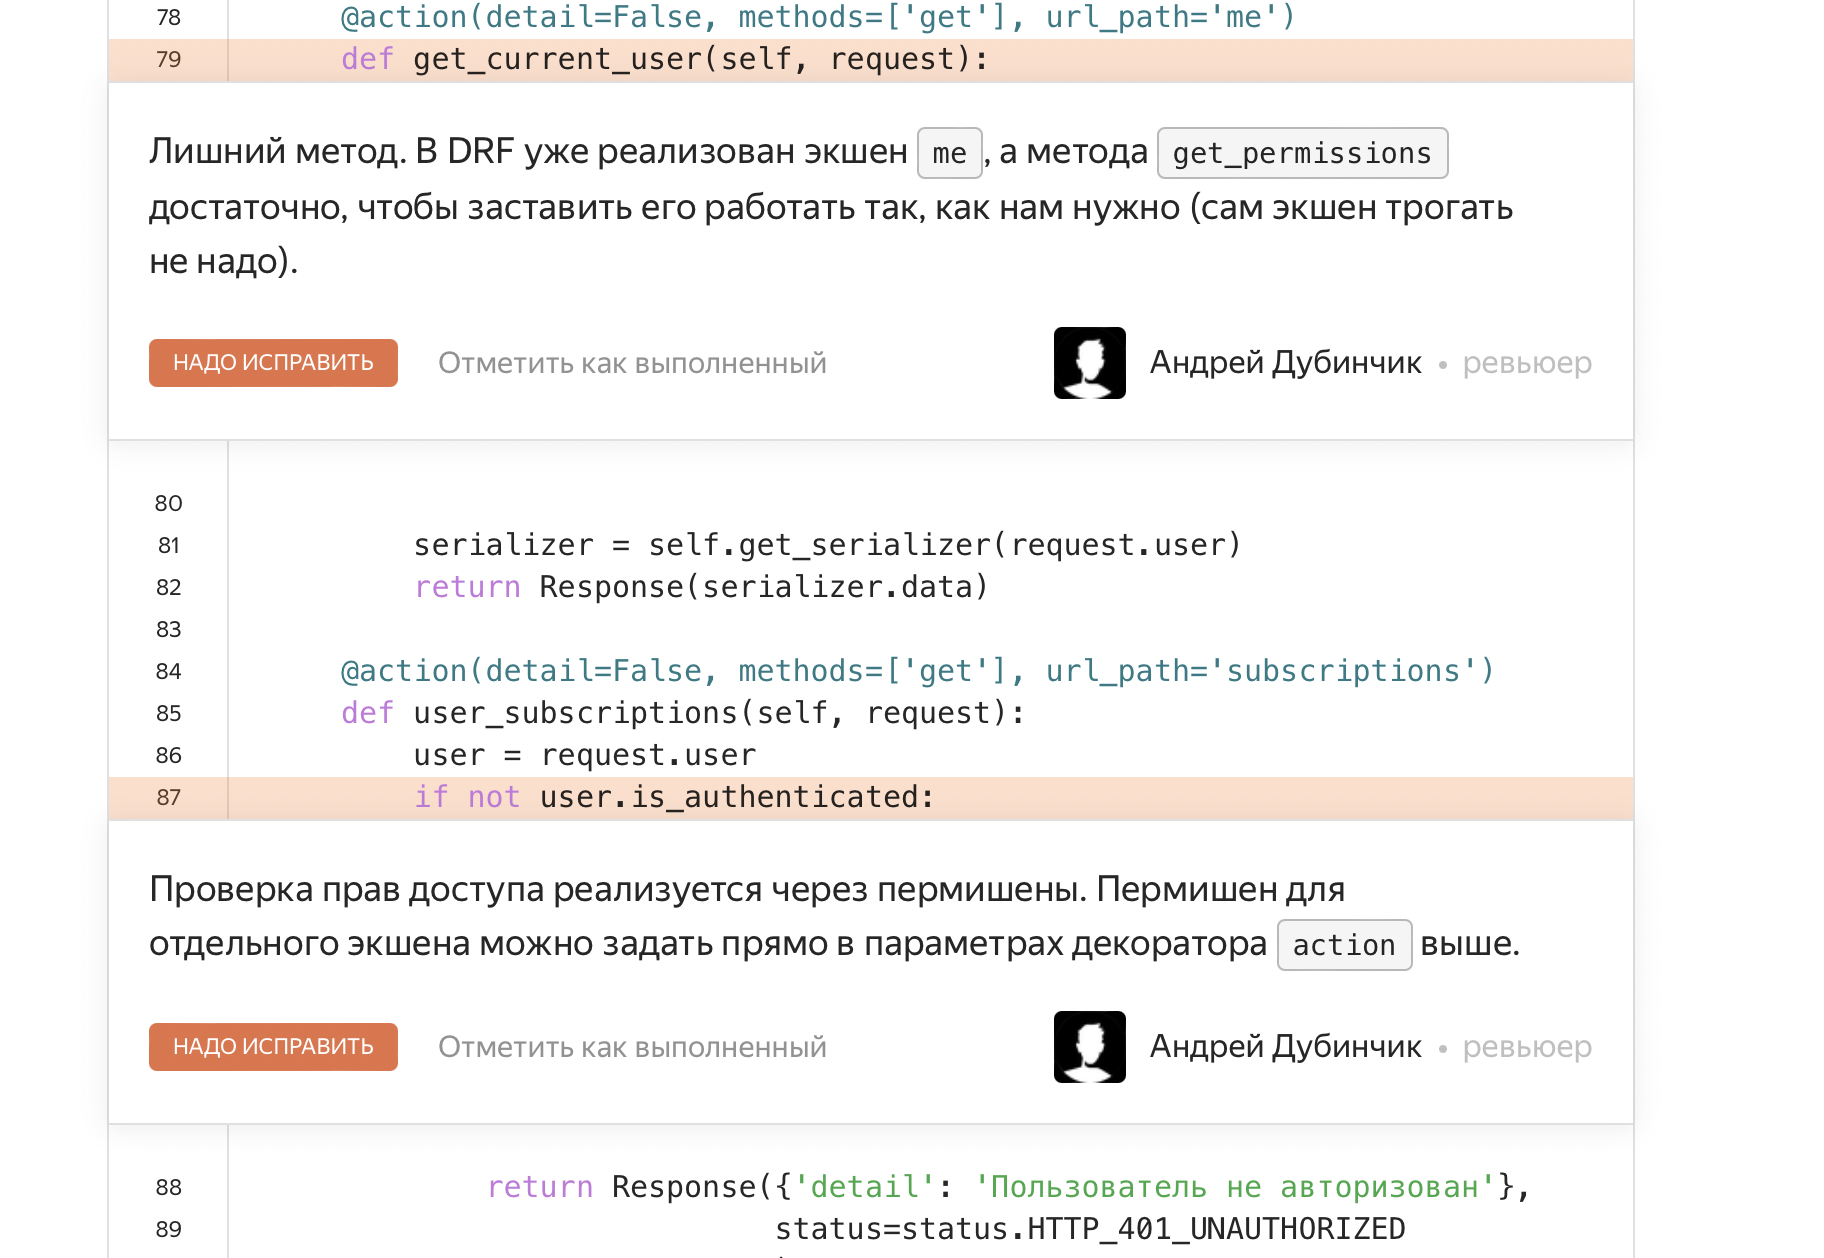 78 @action(detail=False, methods=['get'], url_path='me')
79 def get_current_user(self, request):
Лишний метод. В DRF уже реализован экшен me, а метода get_permissions
достаточно, чтобы заставить его работать так, как нам нужно (сам экшен трогать
не надо).
НАДО ИСПРАВИТЬ Отметить как выполненный Андрей Дубинчик • ревьюер
80
81 serializer = self.get_serializer(request.user)
82 return Response(serializer.data)
83
84 @action(detail=False, methods=['get'], url_path='subscriptions')
85 def user_subscriptions(self, request):
86 user = request.user
87 if not user.is_authenticated:
Проверка прав доступа реализуется через пермишены. Пермишен для
отдельного экшена можно задать прямо в параметрах декоратора action выше.
НАДО ИСПРАВИТЬ Отметить как выполненный Андрей Дубинчик • ревьюер
88 return Response({'detail': 'Пользователь не авторизован'},
89 status=status.HTTP_401_UNAUTHORIZED